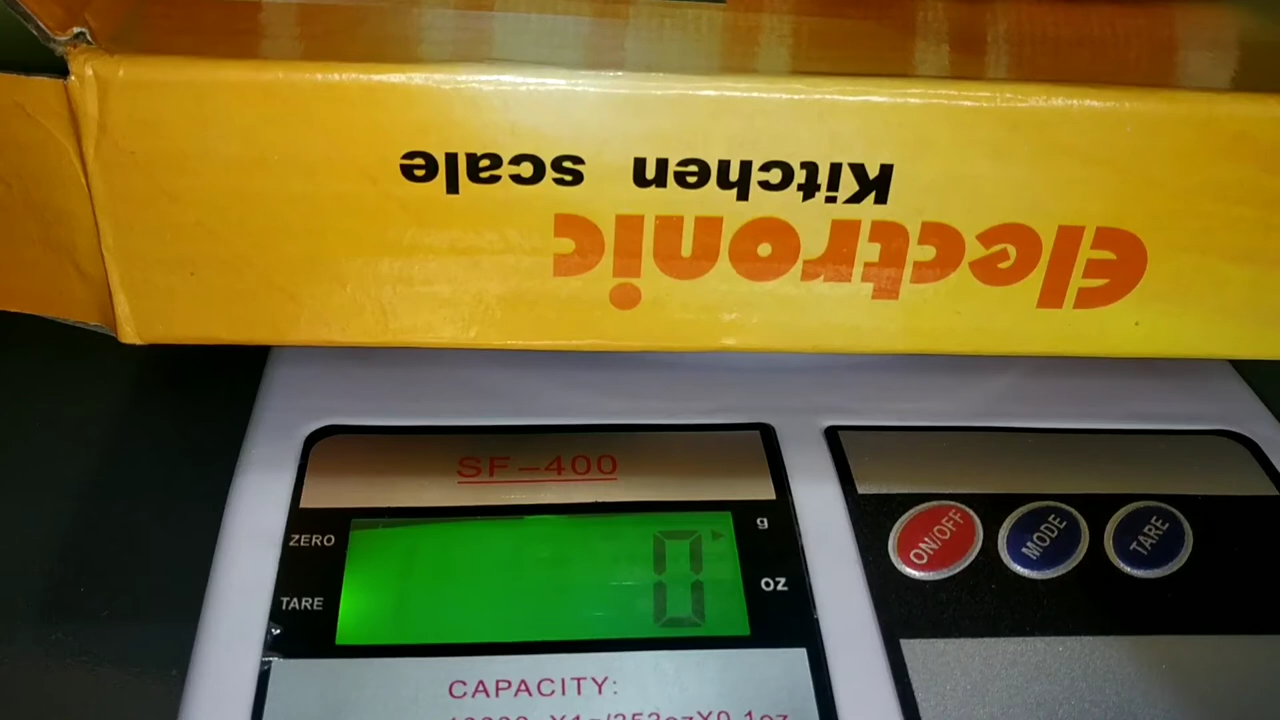 Electronic
Kitchen scale
SF-400
ZERO
TARE
0
g
oz
ON/OFF
MODE
TARE
CAPACITY: